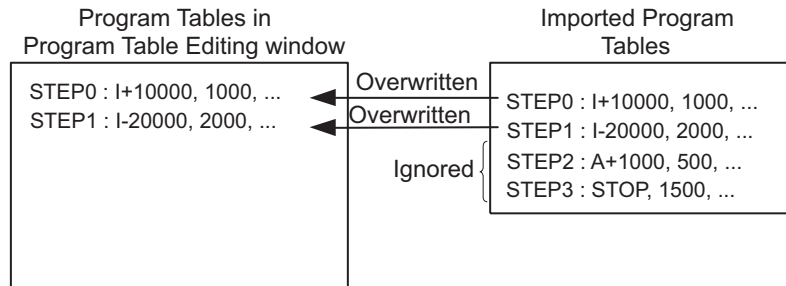 Program Tables in
Program Table Editing window
STEP0 : I+10000, 1000, ...
STEP1 : I-20000, 2000, ...
Overwritten
Overwritten
Ignored
Imported Program
Tables
STEP0 : I+10000, 1000, ...
STEP1 : I-20000, 2000, ...
STEP2 : A+1000, 500, ...
STEP3 : STOP, 1500, ...